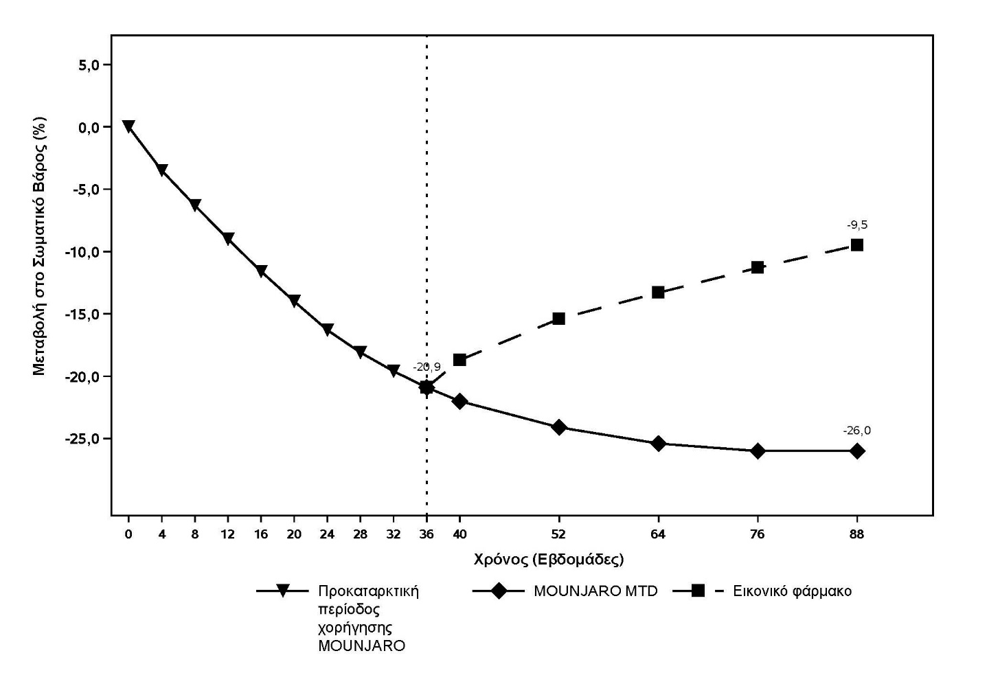 Μεταβολή στο Σωματικό Βάρος (%)
5,0
0,0
-5,0
-10,0
-15,0
-20,0
-25,0
-9,5
-20,9
-26,0
0 4 8 12 16 20 24 28 32 36 40 52 64 76 88
Χρόνος (Εβδομάδες)
Προκαταρκτική
περίοδος
χορήγησης
MOUNJARO
MOUNJARO MTD
Εικονικό φάρμακο